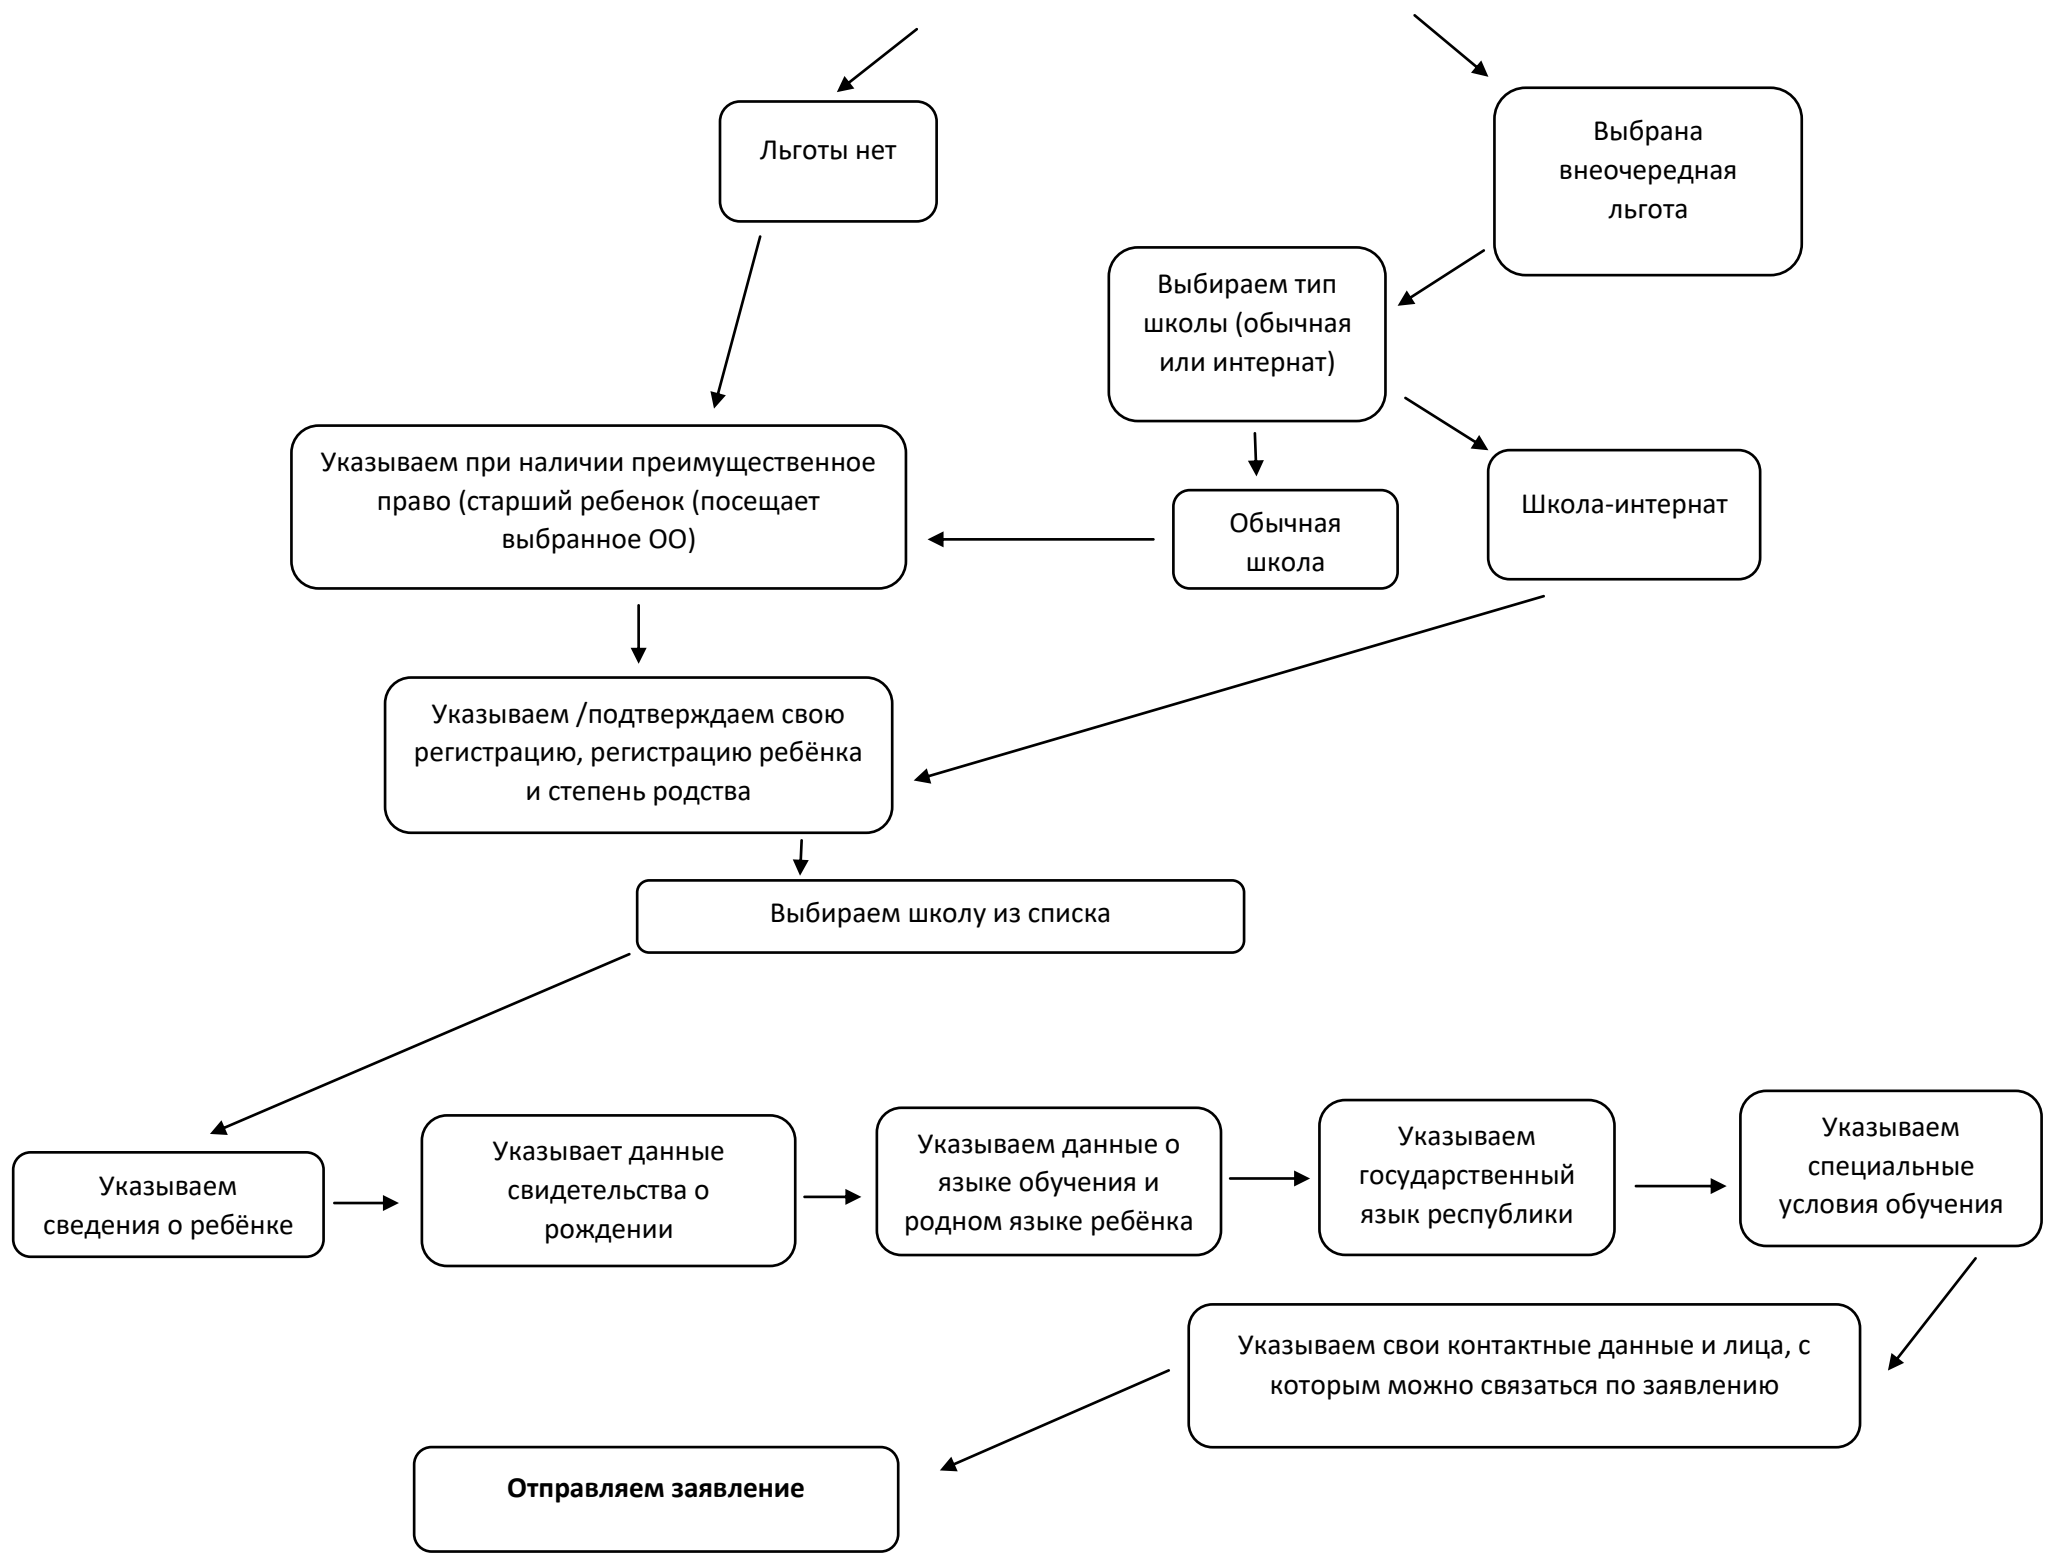 Льготы нет
Выбрана
внеочередная
льгота
Выбираем тип
школы (обычная
или интернат)
Указываем при наличии преимущественное
право (старший ребенок (посещает
выбранное ОО)
Обычная
школа
Школа-интернат
Указываем /подтверждаем свою
регистрацию, регистрацию ребёнка
и степень родства
Выбираем школу из списка
Указываем
сведения о ребёнке
Указывает данные
свидетельства о
рождении
Указываем данные о
языке обучения и
родном языке ребёнка
Указываем
государственный
язык республики
Указываем
специальные
условия обучения
Указываем свои контактные данные и лица, с
которым можно связаться по заявлению
Отправляем заявление